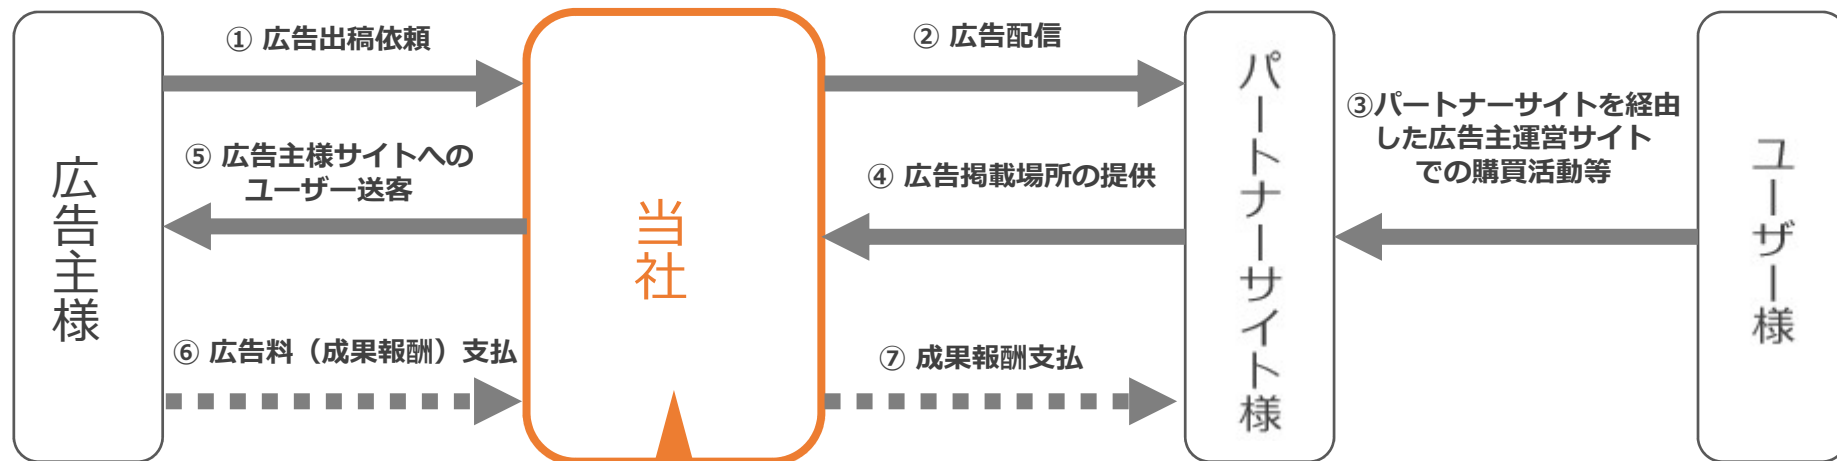 広告主様
① 広告出稿依頼
⑤ 広告主様サイトへの
ユーザー送客
⑥ 広告料（成果報酬）支払
当社
② 広告配信
④ 広告掲載場所の提供
⑦ 成果報酬支払
パートナーサイト様
③パートナーサイトを経由
した広告主運営サイト
での購買活動等
ユーザー様